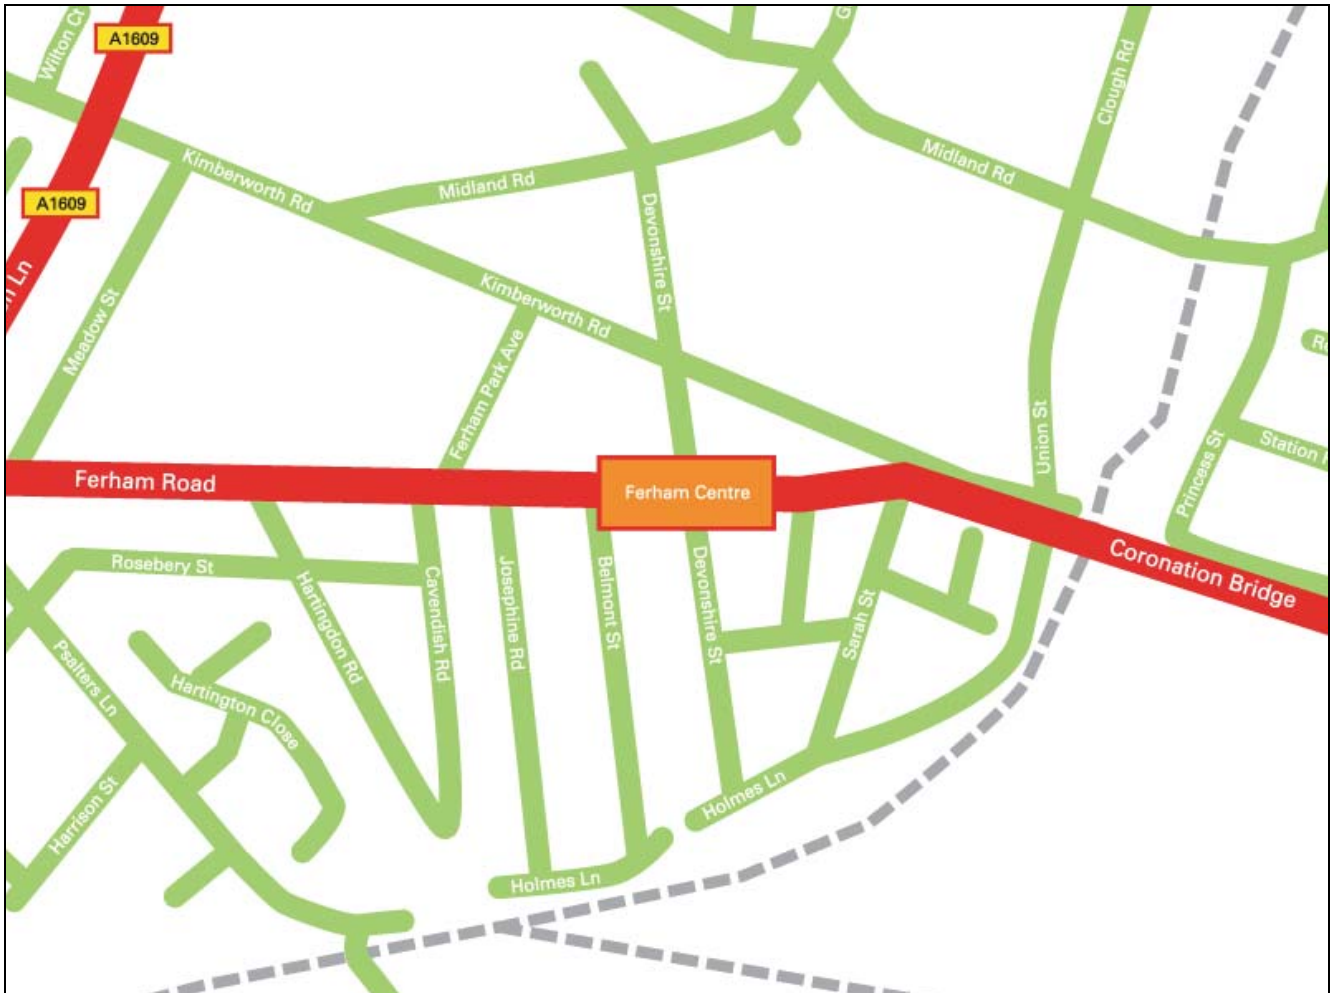 Wilton Ct
A1609
G
Clough Rd
Kimberworth Rd
Midland Rd
Midland Rd
A1609
Devonshire St
Ln
Meadow St
Kimberworth Rd
Ferham Park Ave
Union St
Princess St
Station
Ferham Road
Ferham Centre
Coronation Bridge
Rosebery St
Hartingdon Rd
Cavendish Rd
Josephine Rd
Belmont St
Devonshire St
Sarah St
Psalters Ln
Hartington Close
Harrison St
Holmes Ln
Holmes Ln